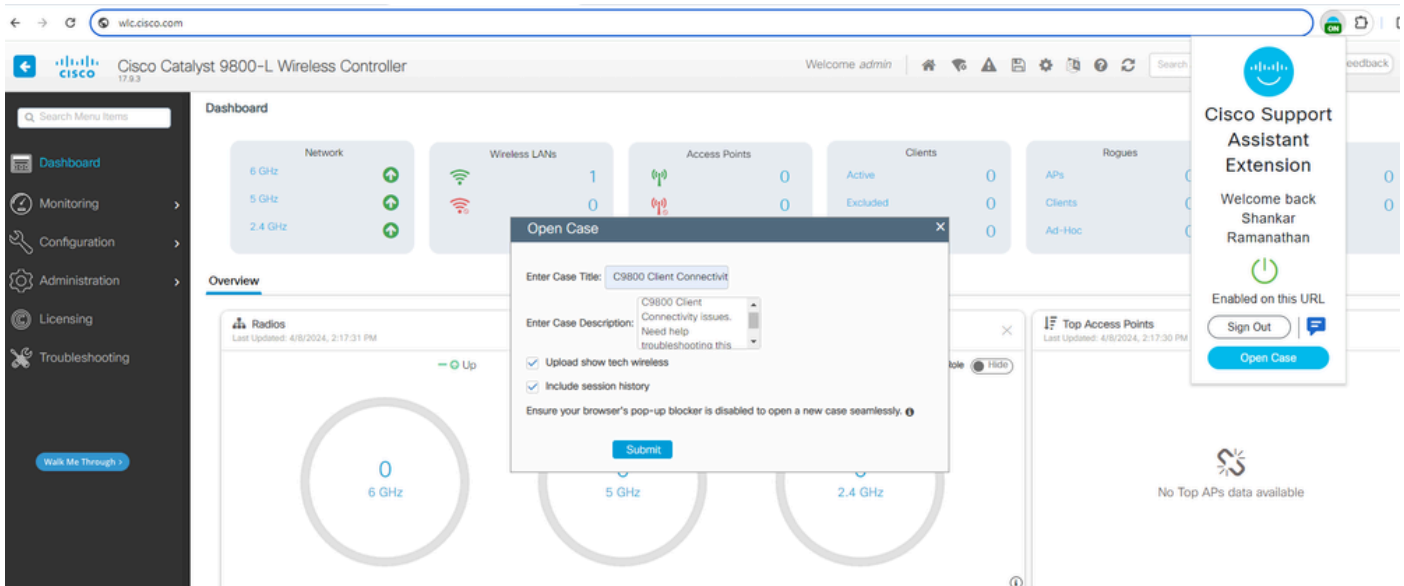 wlc.cisco.com
ON
CISCO
Cisco Catalyst 9800-L Wireless Controller
17.9.3
Welcome admin
Search
eedback
Search Menu Items
Dashboard
Monitoring
Configuration
Administration
Licensing
Troubleshooting
Walk Me Through >
Dashboard
Network
6 GHz
5 GHz
2.4 GHz
Wireless LANs
1
0
Access Points
0
0
Clients
Active 0
Excluded 0
0
Rogues
APs
Clients
Ad-Hoc
0
0
Overview
Radios
Last Updated: 4/8/2024, 2:17:31 PM
Up
0
6 GHz
5 GHz
2.4 GHz
ole
Hide
Open Case
Enter Case Title: C9800 Client Connectivit
Enter Case Description:
C9800 Client
Connectivity issues.
Need help
troubleshooting this
Upload show tech wireless
Include session history
Ensure your browser's pop-up blocker is disabled to open a new case seamlessly.
Submit
Top Access Points
Last Updated: 4/8/2024, 2:17:30 PM
No Top APs data available
Cisco Support
Assistant
Extension
Welcome back
Shankar
Ramanathan
Enabled on this URL
Sign Out
Open Case